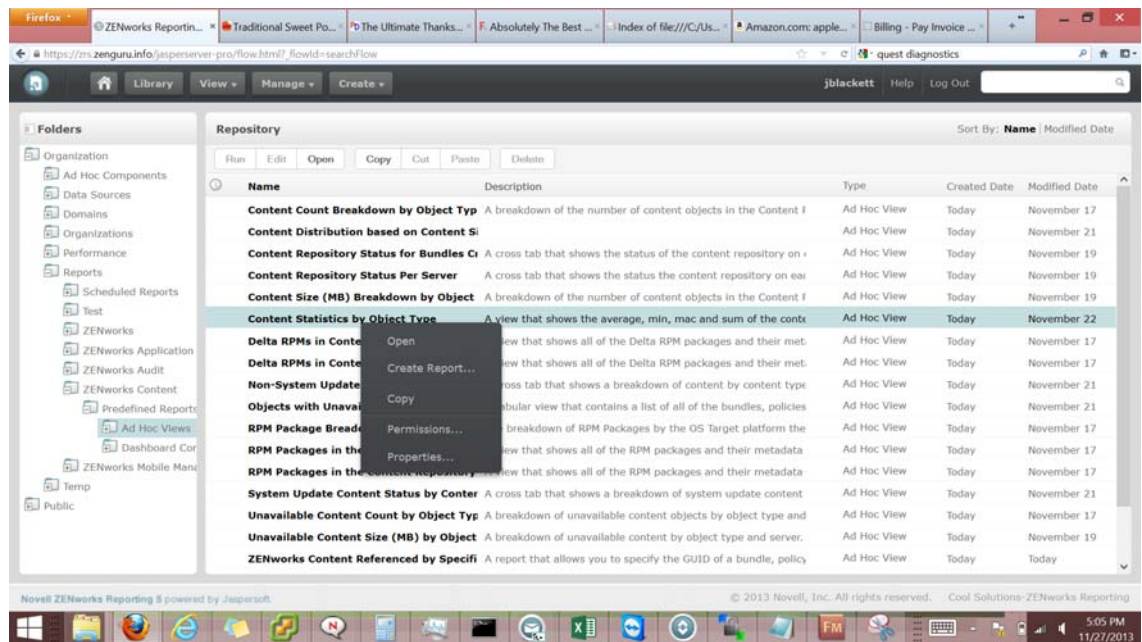 Firefox
ZENworks Reportin...
Traditional Sweet Po...
The Ultimate Thanks...
Absolutely The Best ...
Index of file:///C:/Us...
Amazon.com: apple...
Billing - Pay Invoice ...
https://zrs.zenguru.info/jasperserver-pro/flow.html?_flowId=searchFlow
quest diagnostics
Library View Manage Create jblackett Help Log Out
Folders
Organization
Ad Hoc Components
Data Sources
Domains
Organizations
Performance
Reports
Scheduled Reports
Test
ZENworks
ZENworks Application
ZENworks Audit
ZENworks Content
Predefined Reports
Ad Hoc Views
Dashboard Cor
ZENworks Mobile Mana
Temp
Public
Repository Sort By: Name Modified Date
Run Edit Open Copy Cut Paste Delete
Name Description Type Created Date Modified Date
Content Count Breakdown by Object Typ A breakdown of the number of content objects in the Content Ad Hoc View Today November 17
Content Distribution based on Content Si Ad Hoc View Today November 21
Content Repository Status for Bundles A cross tab that shows the status of the content repository on Ad Hoc View Today November 19
Content Repository Status Per Server A cross tab that shows the status the content repository on eac Ad Hoc View Today November 19
Content Size (MB) Breakdown by Object A breakdown of the number of content objects in the Content Ad Hoc View Today November 19
Content Statistics by Object Type A view that shows the average, min, mac and sum of the conte Ad Hoc View Today November 22
Delta RPMs in Conte iew that shows all of the Delta RPM packages and their met Ad Hoc View Today November 17
Delta RPMs in Conte iew that shows all of the Delta RPM packages and their met Ad Hoc View Today November 17
Non-System Update ross tab that shows a breakdown of content by content type Ad Hoc View Today November 21
Objects with Unavai bular view that contains a list of all of the bundles, policies Ad Hoc View Today November 21
RPM Package Breade breakdown of RPM Packages by the OS Target platform the Ad Hoc View Today November 17
RPM Packages in the iew that shows all of the RPM packages and their metadata Ad Hoc View Today November 17
RPM Packages in the Content Repository iew that shows all of the RPM packages and their metadata Ad Hoc View Today November 17
System Update Content Status by Conter A cross tab that shows a breakdown of system update content Ad Hoc View Today November 21
Unavailable Content Count by Object Typ A breakdown of unavailable content objects by object type and Ad Hoc View Today November 17
Unavailable Content Size (MB) by Object A breakdown of unavailable content by object type and server. Ad Hoc View Today November 19
ZENworks Content Referenced by Specifi A report that allows you to specify the GUID of a bundle, policy Ad Hoc View Today Today
Open
Create Report...
Copy
Permissions...
Properties...
Novell ZENworks Reporting 5 powered by Jaspersoft. © 2013 Novell, Inc. All rights reserved. Cool Solutions-ZENworks Reporting
5:05 PM
11/27/201